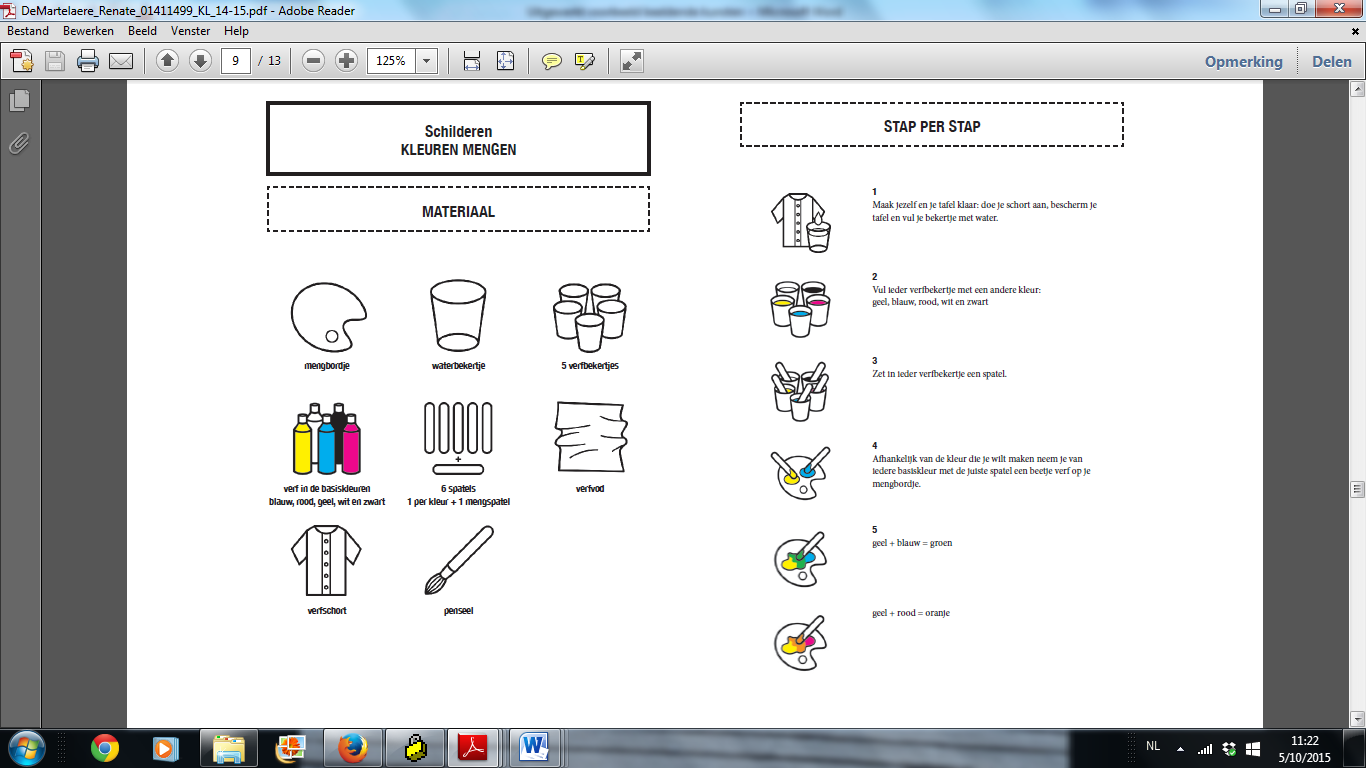 DeMartelaere_Renate_01411499_KL_14-15.pdf - Adobe Reader
Bestand Bewerken Beeld Venster Help
9 / 13
125%
Opmerking Delen
Schilderen
KLEUREN MENGEN
MATERIAAL
mengbordje
waterbekertje
5 verfbekertjes
verf in de basiskleuren
blauw, rood, geel, wit en zwart
+
6 spatels
1 per kleur + 1 mengspatel
verfvod
verfschort
penseel
STAP PER STAP
1
Maak jezelf en je tafel klaar: doe je schort aan, bescherm je
tafel en vul je bekertje met water.
2
Vul ieder verfbekertje met een andere kleur:
geel, blauw, rood, wit en zwart
3
Zet in ieder verfbekertje een spatel.
4
Afhankelijk van de kleur die je wilt maken neem je van
iedere basiskleur met de juiste spatel een beetje verf op je
mengbordje.
5
geel + blauw = groen
geel + rood = oranje
NL
11:22
5/10/2015